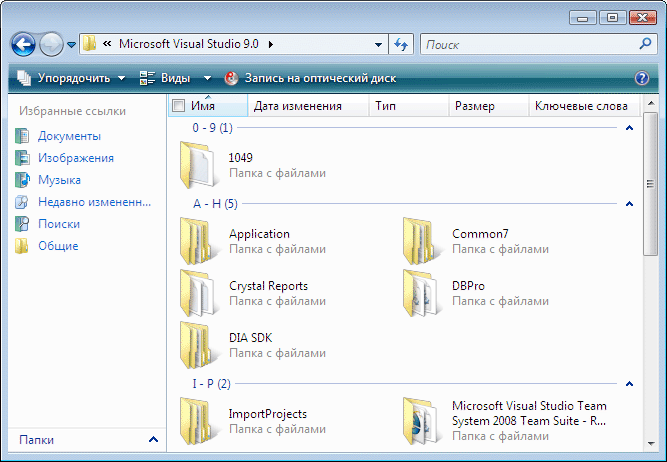 « Microsoft Visual Studio 9.0
Поиск
Упорядочить
Виды
Запись на оптический диск
Избранные ссылки
Документы
Изображения
Музыка
Недавно измененн...
Поиски
Общие
Папки
Имя
Дата изменения
Тип
Размер
Ключевые слова
0 - 9 (1)
1049
Папка с файлами
A - H (5)
Application
Папка с файлами
Common7
Папка с файлами
Crystal Reports
Папка с файлами
DBPro
Папка с файлами
DIA SDK
Папка с файлами
I - P (2)
ImportProjects
Папка с файлами
Microsoft Visual Studio Team
System 2008 Team Suite - R...
Папка с файлами